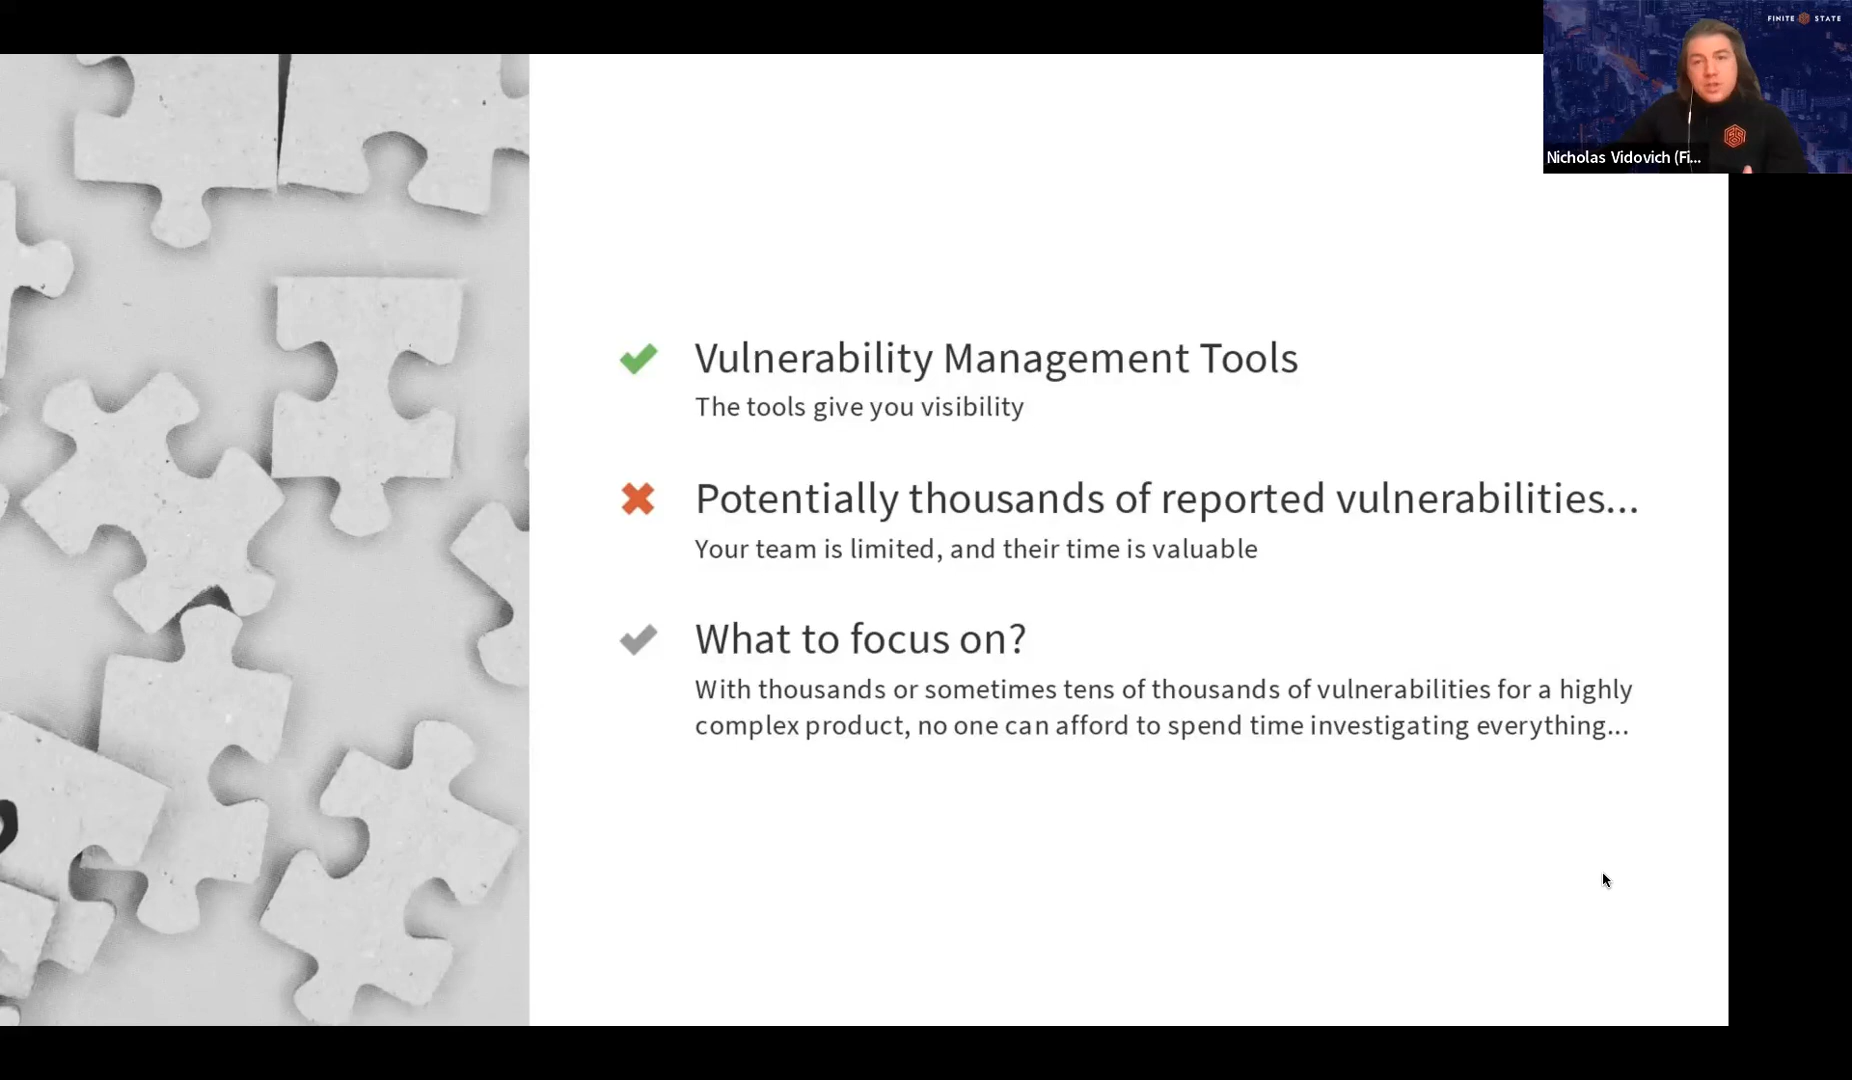 FINITE STATE
Nicholas Vidovich (Fi...
Vulnerability Management Tools
The tools give you visibility
Potentially thousands of reported vulnerabilities...
Your team is limited, and their time is valuable
What to focus on?
With thousands or sometimes tens of thousands of vulnerabilities for a highly
complex product, no one can afford to spend time investigating everything...